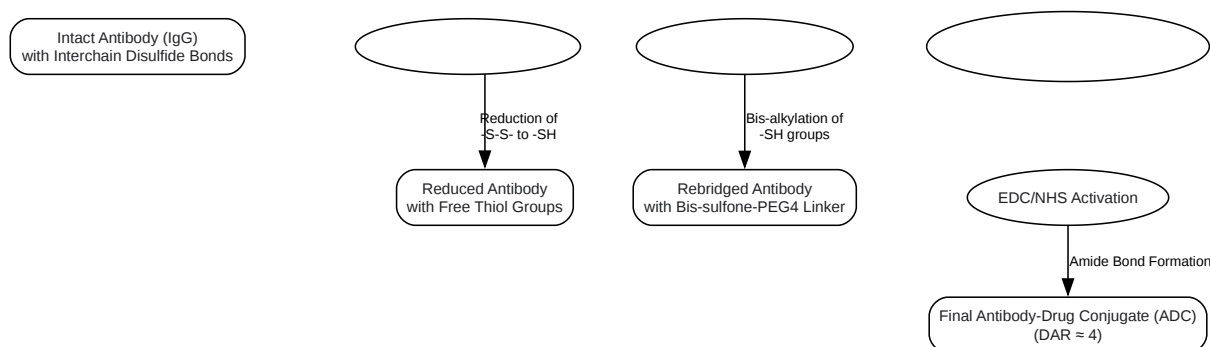 Intact Antibody (IgG)
with Interchain Disulfide Bonds
Reduction of
-S-S- to -SH
Reduced Antibody
with Free Thiol Groups
Bis-alkylation of
-SH groups
Rebridged Antibody
with Bis-sulfone-PEG4 Linker
EDC/NHS Activation
Amide Bond Formation
Final Antibody-Drug Conjugate (ADC)
(DAR ≈ 4)